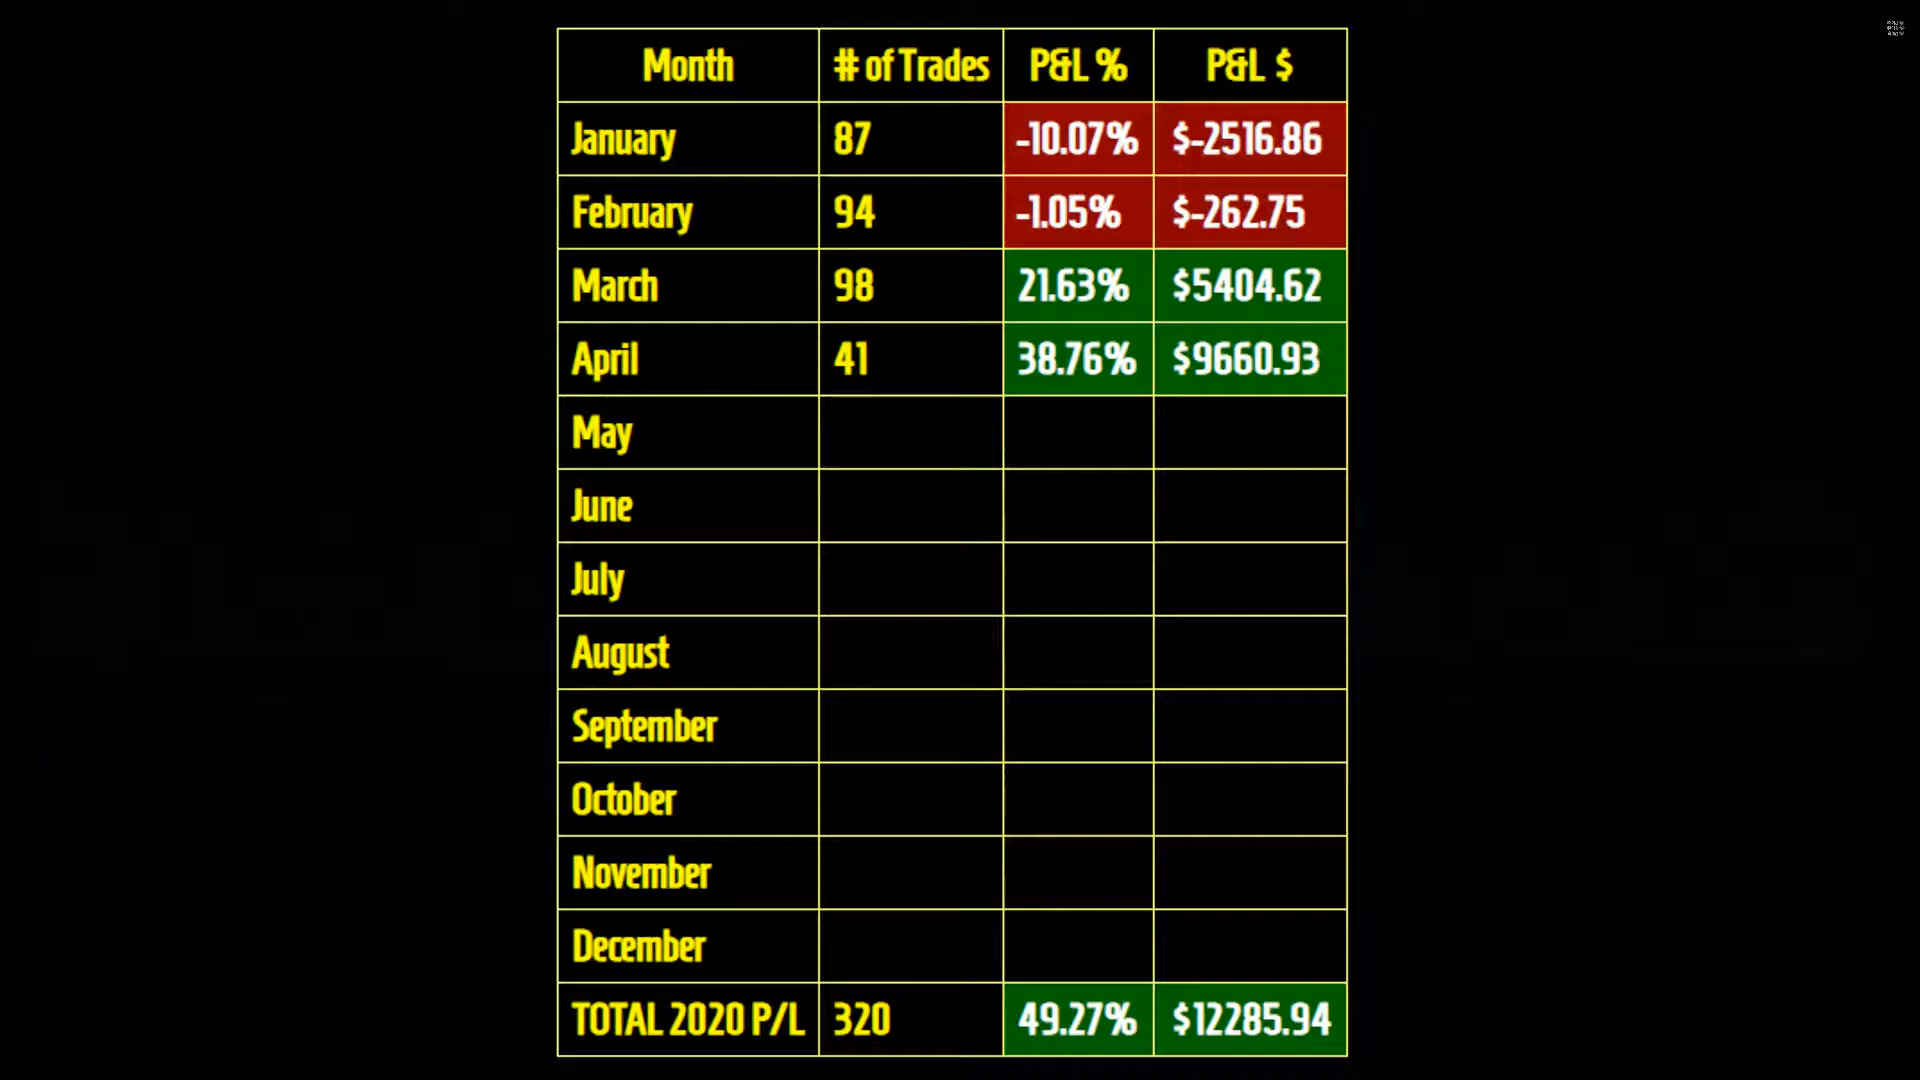 Month # of Trades P&L % P&L $
January 87 -10.07% $-2516.86
February 94 -1.05% $-262.75
March 98 21.63% $5404.62
April 41 38.76% $9660.93
May
June
July
August
September
October
November
December
TOTAL 2020 P/L 320 49.27% $12285.94